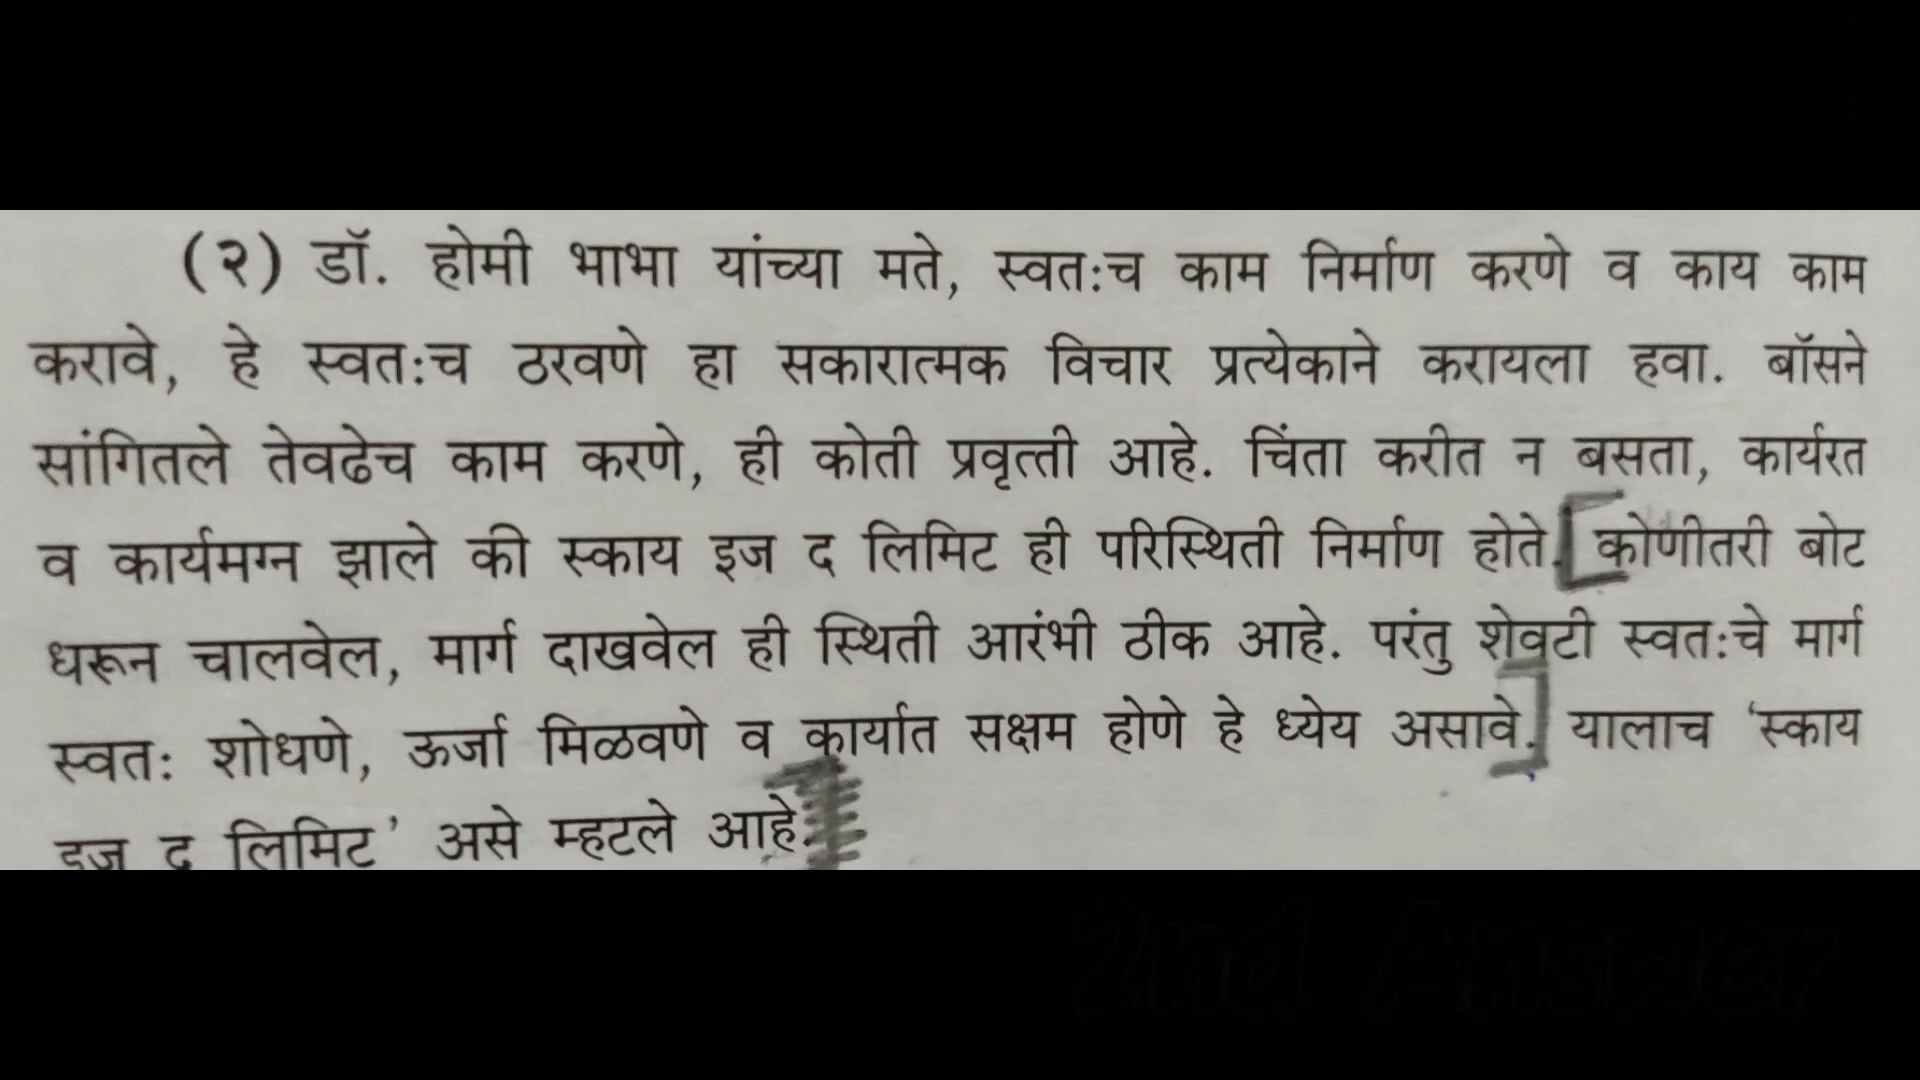 (२) डॉ. होमी भाभा यांच्या मते, स्वतःच काम निर्माण करणे व काय काम
करावे, हे स्वतःच ठरवणे हा सकारात्मक विचार प्रत्येकाने करायला हवा. बॉसने
सांगितले तेवढेच काम करणे, ही कोती प्रवृत्ती आहे. चिंता करीत न बसता, कार्यरत
व कार्यमग्न झाले की स्काय इज द लिमिट ही परिस्थिती निर्माण होते. [कोणीतरी बोट
धरून चालवेल, मार्ग दाखवेल ही स्थिती आरंभी ठीक आहे. परंतु शेवटी स्वतःचे मार्ग
स्वतः शोधणे, ऊर्जा मिळवणे व कार्यात सक्षम होणे हे ध्येय असावे.] यालाच ‘स्काय
इज द लिमिट’ असे म्हटले आहे.
2nd Answer